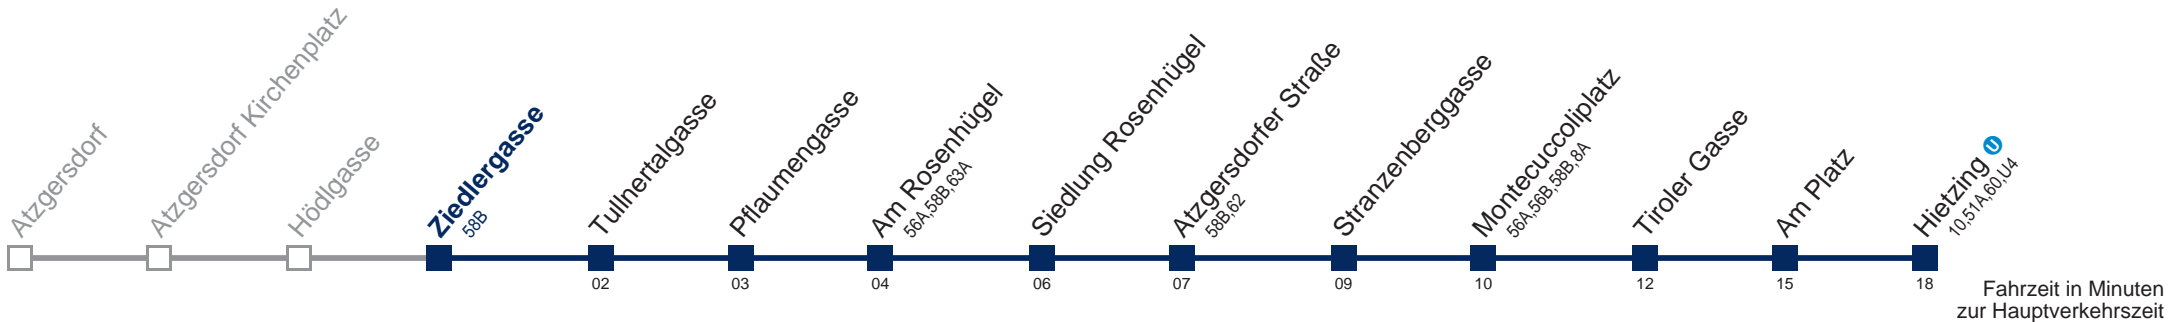 Atzgersdorf
Atzgersdorf Kirchenplatz
Hödlgasse
Ziedlergasse
58B
Tullnertalgasse
Pflaumengasse
Am Rosenhügel
56A,58B,63A
Siedlung Rosenhügel
Atzgersdorfer Straße
58B,62
Stranzenberggasse
Montecuccoliplatz
56A,56B,58B,8A
Tiroler Gasse
Am Platz
Hietzing U
10,51A,60,U4
02 03 04 06 07 09 10 12 15 18
Fahrzeit in Minuten
zur Hauptverkehrszeit